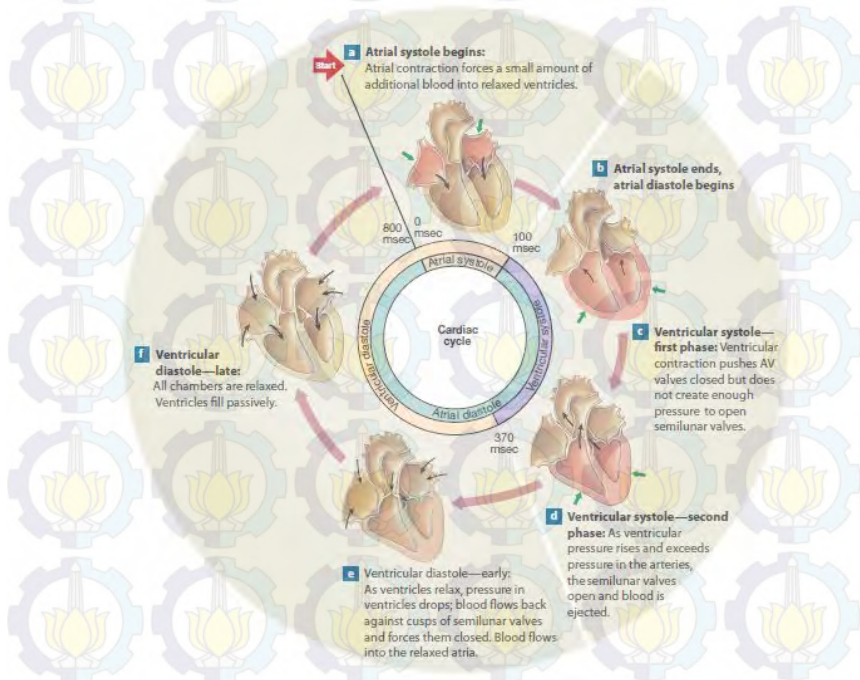 Start
a Atrial systole begins:
Atrial contraction forces a small amount of
additional blood into relaxed ventricles.
b Atrial systole ends,
atrial diastole begins
c Ventricular systole—
first phase: Ventricular
contraction pushes AV
valves closed but does
not create enough
pressure to open
semilunar valves.
d Ventricular systole—second
phase: As ventricular
pressure rises and exceeds
pressure in the arteries,
the semilunar valves
open and blood is
ejected.
e Ventricular diastole—early:
As ventricles relax, pressure in
ventricles drops; blood flows back
against cusps of semilunar valves
and forces them closed. Blood flows
into the relaxed atria.
f Ventricular
diastole—late:
All chambers are relaxed.
Ventricles fill passively.
800
msec
0
msec
100
msec
370
msec
Atrial systole
Ventricular systole
Atrial diastole
Ventricular diastole
Cardiac
cycle